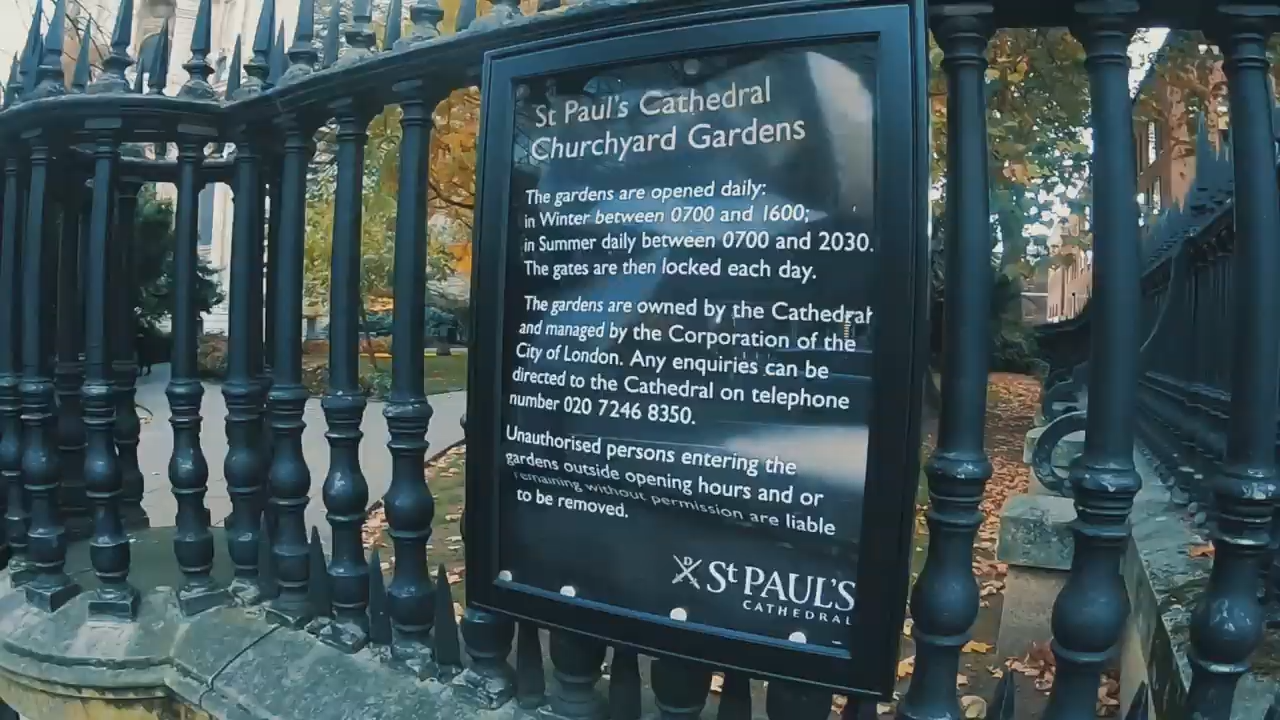 St Paul's Cathedral
Churchyard Gardens
The gardens are opened daily:
in Winter between 0700 and 1600;
in Summer daily between 0700 and 2030.
The gates are then locked each day.
The gardens are owned by the Cathedral
and managed by the Corporation of the
City of London. Any enquiries can be
directed to the Cathedral on telephone
number 020 7246 8350.
Unauthorised persons entering the
gardens outside opening hours and or
remaining without permission are liable
to be removed.
St PAUL'S
CATHEDRAL